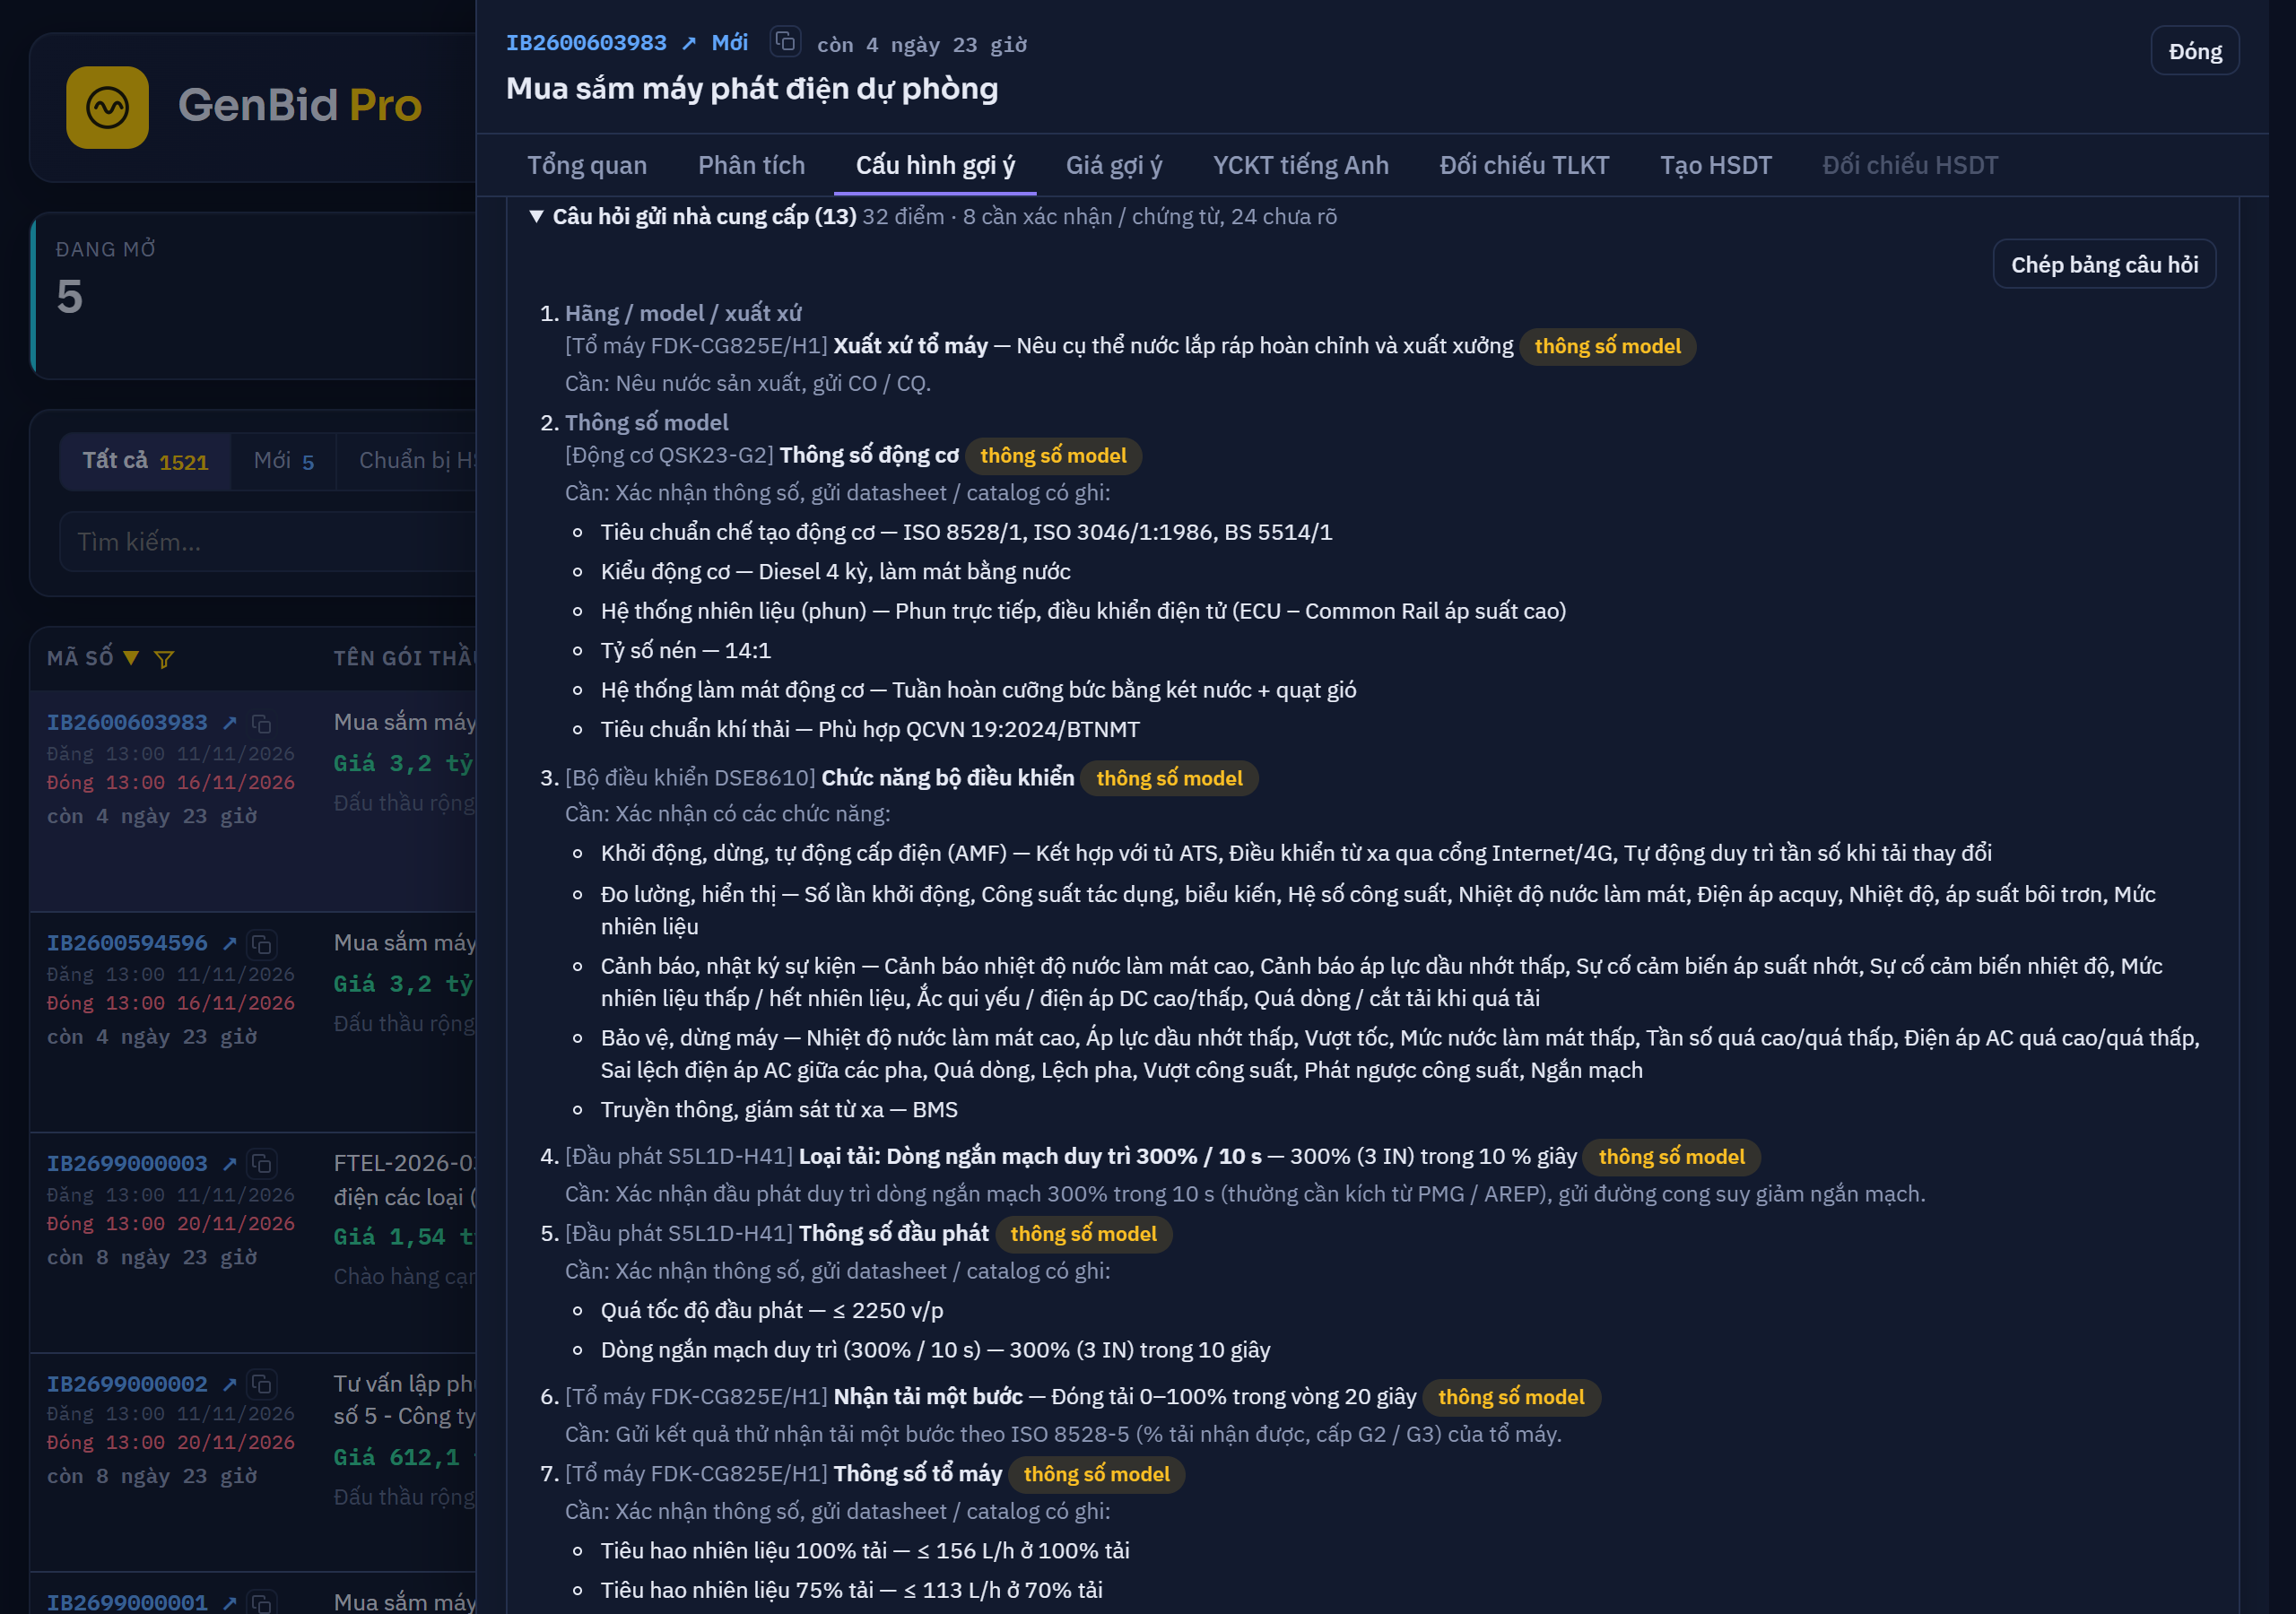 GenBid Pro
ĐANG MỞ
5
Tất cả 1521
Mới 5
Chuẩn bị
Tìm kiếm...
MÃ SỐ
TÊN GÓI
IB2600603983 ↗
Đăng 13:00 11/11/2026
Đóng 13:00 16/11/2026
còn 4 ngày 23 giờ
Mua sắm máy
Giá 3,2 tỷ
Đấu thầu rộng
IB2600594596 ↗
Đăng 13:00 11/11/2026
Đóng 13:00 16/11/2026
còn 4 ngày 23 giờ
Mua sắm máy
Giá 3,2 tỷ
Đấu thầu rộng
IB2699000003 ↗
Đăng 13:00 11/11/2026
Đóng 13:00 20/11/2026
còn 8 ngày 23 giờ
điện các loại (
Giá 1,54
Chào hàng
IB2699000002 ↗
Đăng 13:00 11/11/2026
Đóng 13:00 20/11/2026
còn 8 ngày 23 giờ
Tư vấn lập
số 5 - Công ty
Giá 612,1
Đấu thầu rộng
IB2699000001 ↗
Mua sắm máy
IB2600603983 ↗ Mới còn 4 ngày 23 giờ
Đóng
Mua sắm máy phát điện dự phòng
Tổng quan
Phân tích
Cấu hình gợi ý
Giá gợi ý
YCKT tiếng Anh
Đối chiếu TLKT
Tạo HSDT
Đối chiếu HSDT
▼ Câu hỏi gửi nhà cung cấp (13) 32 điểm · 8 cần xác nhận / chứng từ, 24 chưa rõ
Chép bảng câu hỏi
1. Hãng / model / xuất xứ
[Tổ máy FDK-CG825E/H1] Xuất xứ tổ máy — Nêu cụ thể nước lắp ráp hoàn chỉnh và xuất xưởng thông số model
Cần: Nêu nước sản xuất, gửi CO / CQ.
2. Thông số model
[Động cơ QSK23-G2] Thông số động cơ thông số model
Cần: Xác nhận thông số, gửi datasheet / catalog có ghi:
Tiêu chuẩn chế tạo động cơ — ISO 8528/1, ISO 3046/1:1986, BS 5514/1
Kiểu động cơ — Diesel 4 kỳ, làm mát bằng nước
Hệ thống nhiên liệu (phun) — Phun trực tiếp, điều khiển điện tử (ECU – Common Rail áp suất cao)
Tỷ số nén — 14:1
Hệ thống làm mát động cơ — Tuần hoàn cưỡng bức bằng két nước + quạt gió
Tiêu chuẩn khí thải — Phù hợp QCVN 19:2024/BTNMT
3. [Bộ điều khiển DSE8610] Chức năng bộ điều khiển thông số model
Cần: Xác nhận có các chức năng:
Khởi động, dừng, tự động cấp điện (AMF) — Kết hợp với tủ ATS, Điều khiển từ xa qua cổng Internet/4G, Tự động duy trì tần số khi tải thay đổi
Đo lường, hiển thị — Số lần khởi động, Công suất tác dụng, biểu kiến, Hệ số công suất, Nhiệt độ nước làm mát, Điện áp acquy, Nhiệt độ, áp suất bôi trơn, Mức
nhiên liệu
Cảnh báo, nhật ký sự kiện — Cảnh báo nhiệt độ nước làm mát cao, Cảnh báo áp lực dầu nhớt thấp, Sự cố cảm biến áp suất nhớt, Sự cố cảm biến nhiệt độ, Mức
nhiên liệu thấp / hết nhiên liệu, Ắc qui yếu / điện áp DC cao/thấp, Quá dòng / cắt tải khi quá tải
Bảo vệ, dừng máy — Nhiệt độ nước làm mát cao, Áp lực dầu nhớt thấp, Vượt tốc, Mức nước làm mát thấp, Tần số quá cao/quá thấp, Điện áp AC quá cao/quá thấp,
Sai lệch điện áp AC giữa các pha, Quá dòng, Lệch pha, Vượt công suất, Phát ngược công suất, Ngắn mạch
Truyền thông, giám sát từ xa — BMS
4. [Đầu phát S5L1D-H41] Loại tải: Dòng ngắn mạch duy trì 300% / 10 s — 300% (3 IN) trong 10 % giây thông số model
Cần: Xác nhận đầu phát duy trì dòng ngắn mạch 300% trong 10 s (thường cần kích từ PMG / AREP), gửi đường cong suy giảm ngắn mạch.
5. [Đầu phát S5L1D-H41] Thông số đầu phát thông số model
Cần: Xác nhận thông số, gửi datasheet / catalog có ghi:
Quá tốc độ đầu phát — ≤ 2250 v/p
Dòng ngắn mạch duy trì (300% / 10 s) — 300% (3 IN) trong 10 giây
6. [Tổ máy FDK-CG825E/H1] Nhận tải một bước — Đóng tải 0–100% trong vòng 20 giây thông số model
Cần: Gửi kết quả thử nhận tải một bước theo ISO 8528-5 (% tải nhận được, cấp G2 / G3) của tổ máy.
7. [Tổ máy FDK-CG825E/H1] Thông số tổ máy thông số model
Cần: Xác nhận thông số, gửi datasheet / catalog có ghi:
Tiêu hao nhiên liệu 100% tải — ≤ 156 L/h ở 100% tải
Tiêu hao nhiên liệu 75% tải — ≤ 113 L/h ở 70% tải